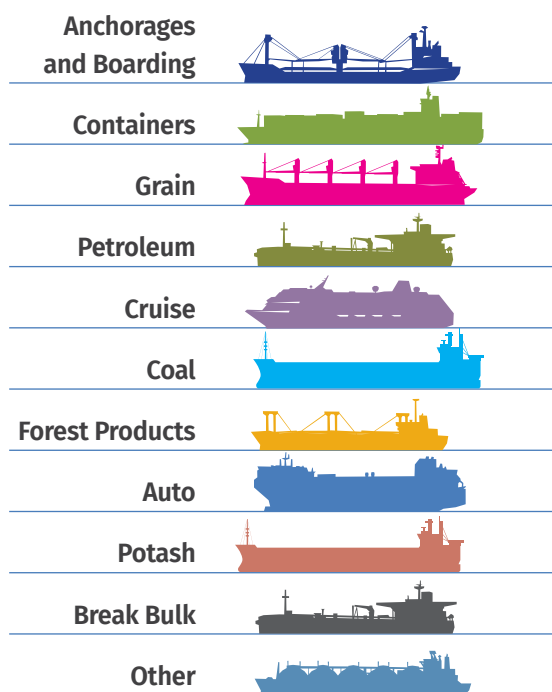 Anchorages
and Boarding
Containers
Grain
Petroleum
Cruise
Coal
Forest Products
Auto
Potash
Break Bulk
Other